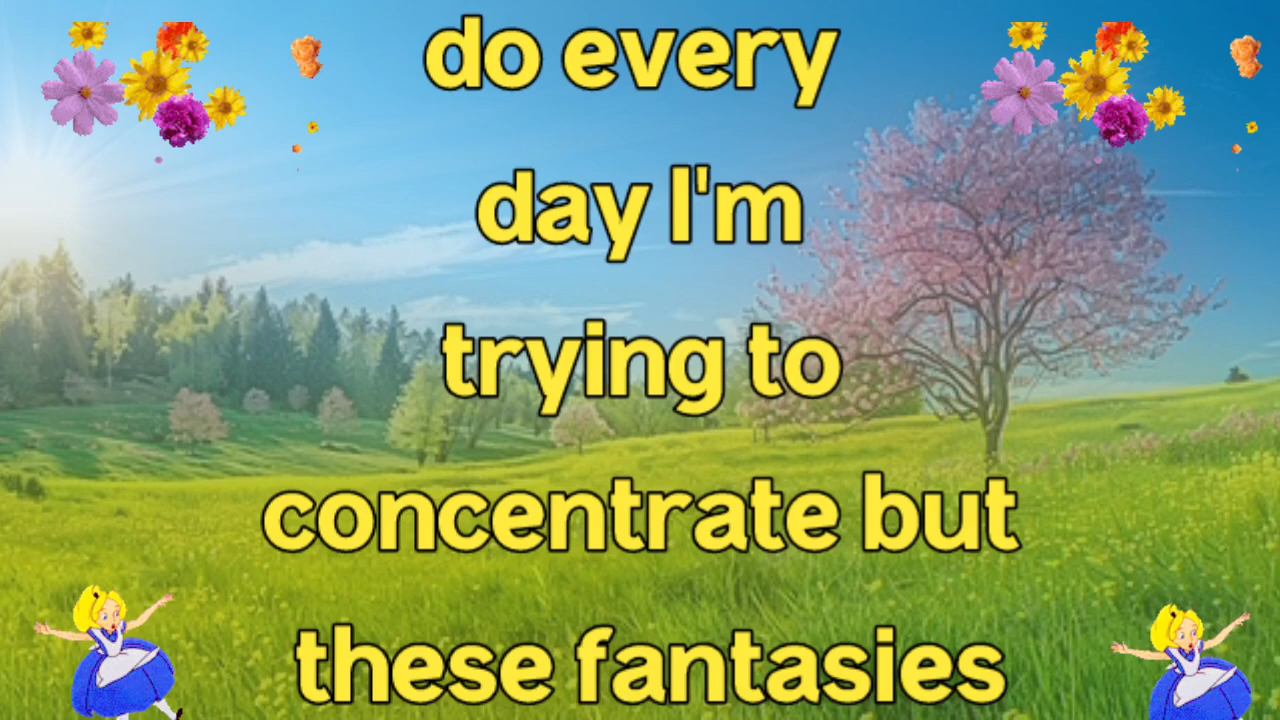 do every
day I'm
trying to
concentrate but
these fantasies